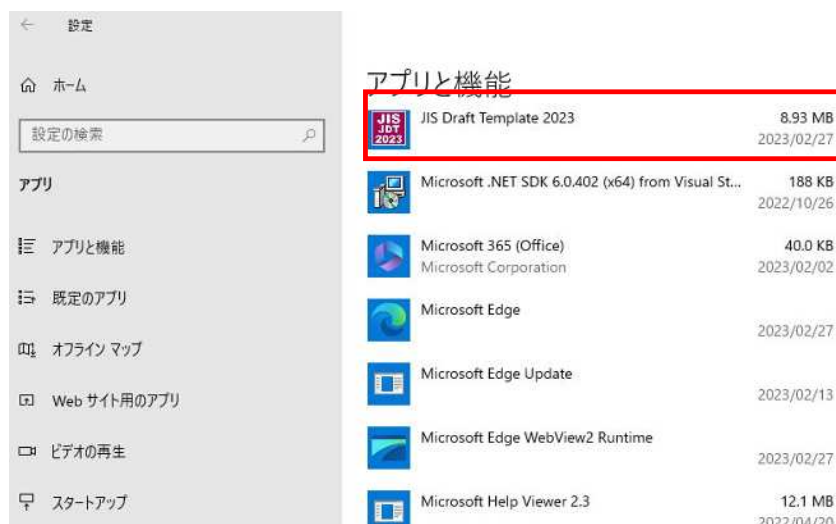 設定
ホーム
設定の検索
アプリ
アプリと機能
既定のアプリ
オフライン マップ
Web サイト用のアプリ
ビデオの再生
スタートアップ
アプリと機能
JIS JDT 2023
JIS Draft Template 2023 8.93 MB
2023/02/27
Microsoft .NET SDK 6.0.402 (x64) from Visual St... 188 KB
2022/10/26
Microsoft 365 (Office) 40.0 KB
Microsoft Corporation 2023/02/02
Microsoft Edge
2023/02/27
Microsoft Edge Update
2023/02/13
Microsoft Edge WebView2 Runtime
2023/02/27
Microsoft Help Viewer 2.3 12.1 MB
2022/04/20